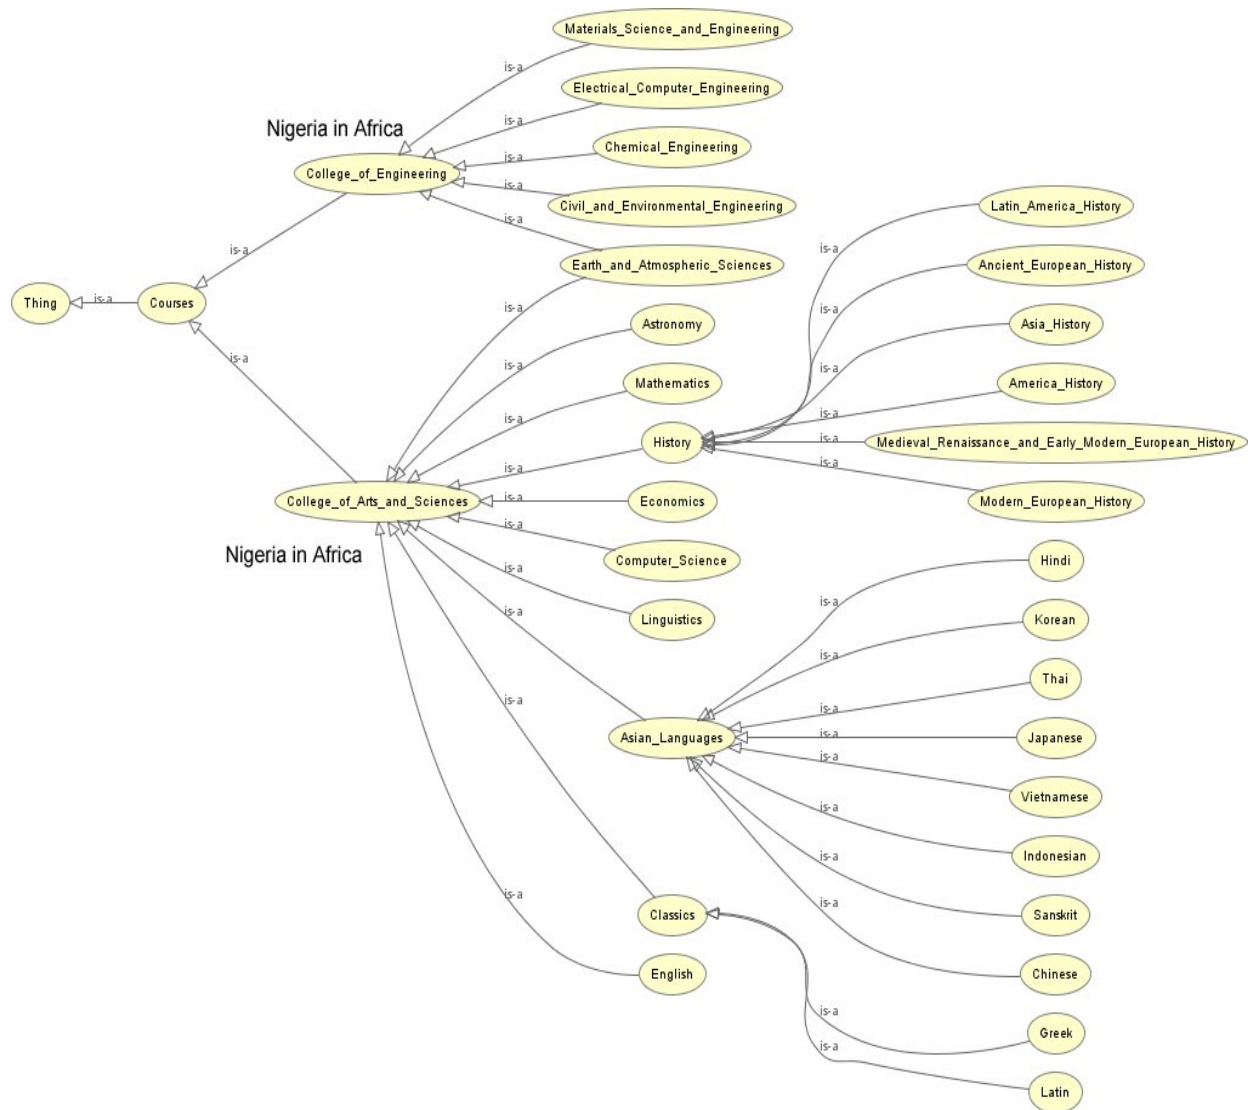 Materials_Science_and_Engineering
is-a
Electrical_Computer_Engineering
is-a
Nigeria in Africa
Chemical_Engineering
is-a
College_of_Engineering
is-a
Civil_and_Environmental_Engineering
Latin_America_History
is-a
is-a
is-a
Earth_and_Atmospheric_Sciences
Ancient_European_History
Thing
is-a
Courses
is-a
is-a
Astronomy
Asia_History
is-a
is-a
is-a
Mathematics
America_History
is-a
is-a
History
is-a
Medieval_Renaissance_and_Early_Modern_European_History
is-a
is-a
College_of_Arts_and_Sciences
is-a
Economics
Modern_European_History
is-a
Nigeria in Africa
Computer_Science
Hindi
is-a
is-a
is-a
Linguistics
Korean
is-a
Thai
is-a
is-a
Asian_Languages
is-a
Japanese
is-a
Vietnamese
is-a
Indonesian
is-a
is-a
Classics
is-a
Sanskrit
English
Chinese
is-a
Greek
is-a
Latin